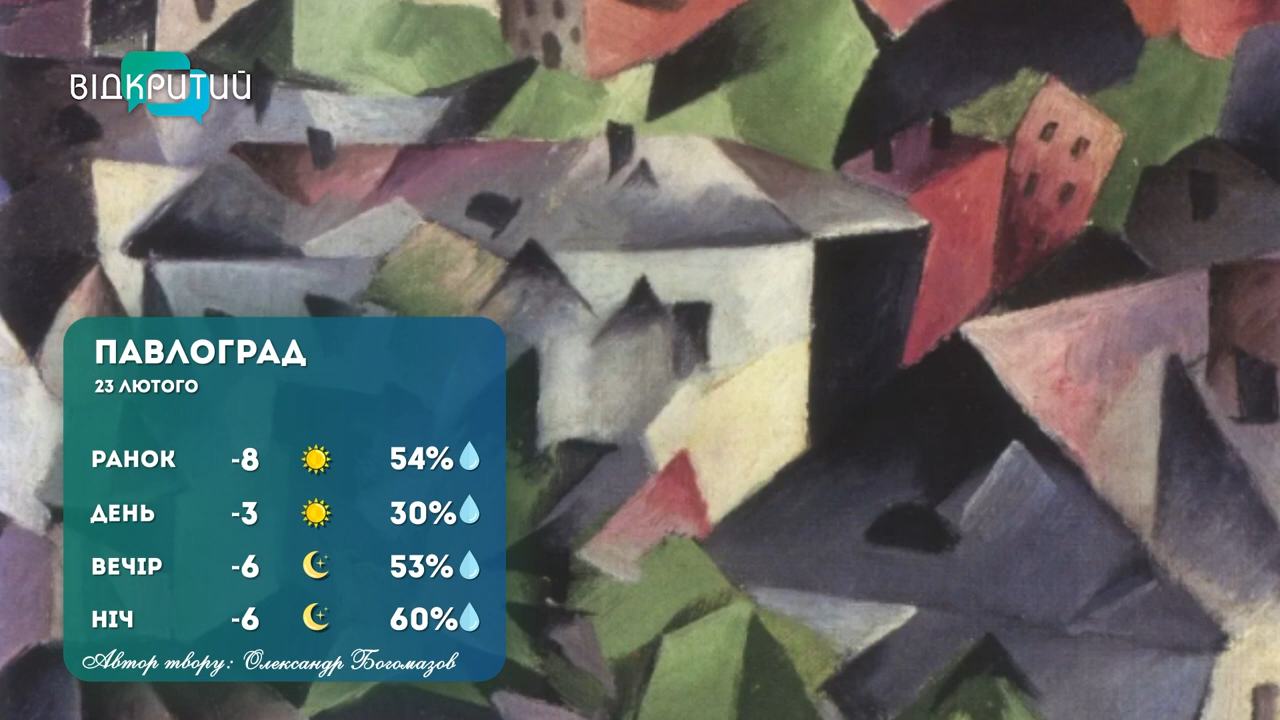 ВІДКРИТИЙ
ПАВЛОГРАД
23 ЛЮТОГО
РАНОК -8 54%
ДЕНЬ -3 30%
ВЕЧІР -6 53%
НІЧ -6 60%
Автор твору: Олександр Богомазов